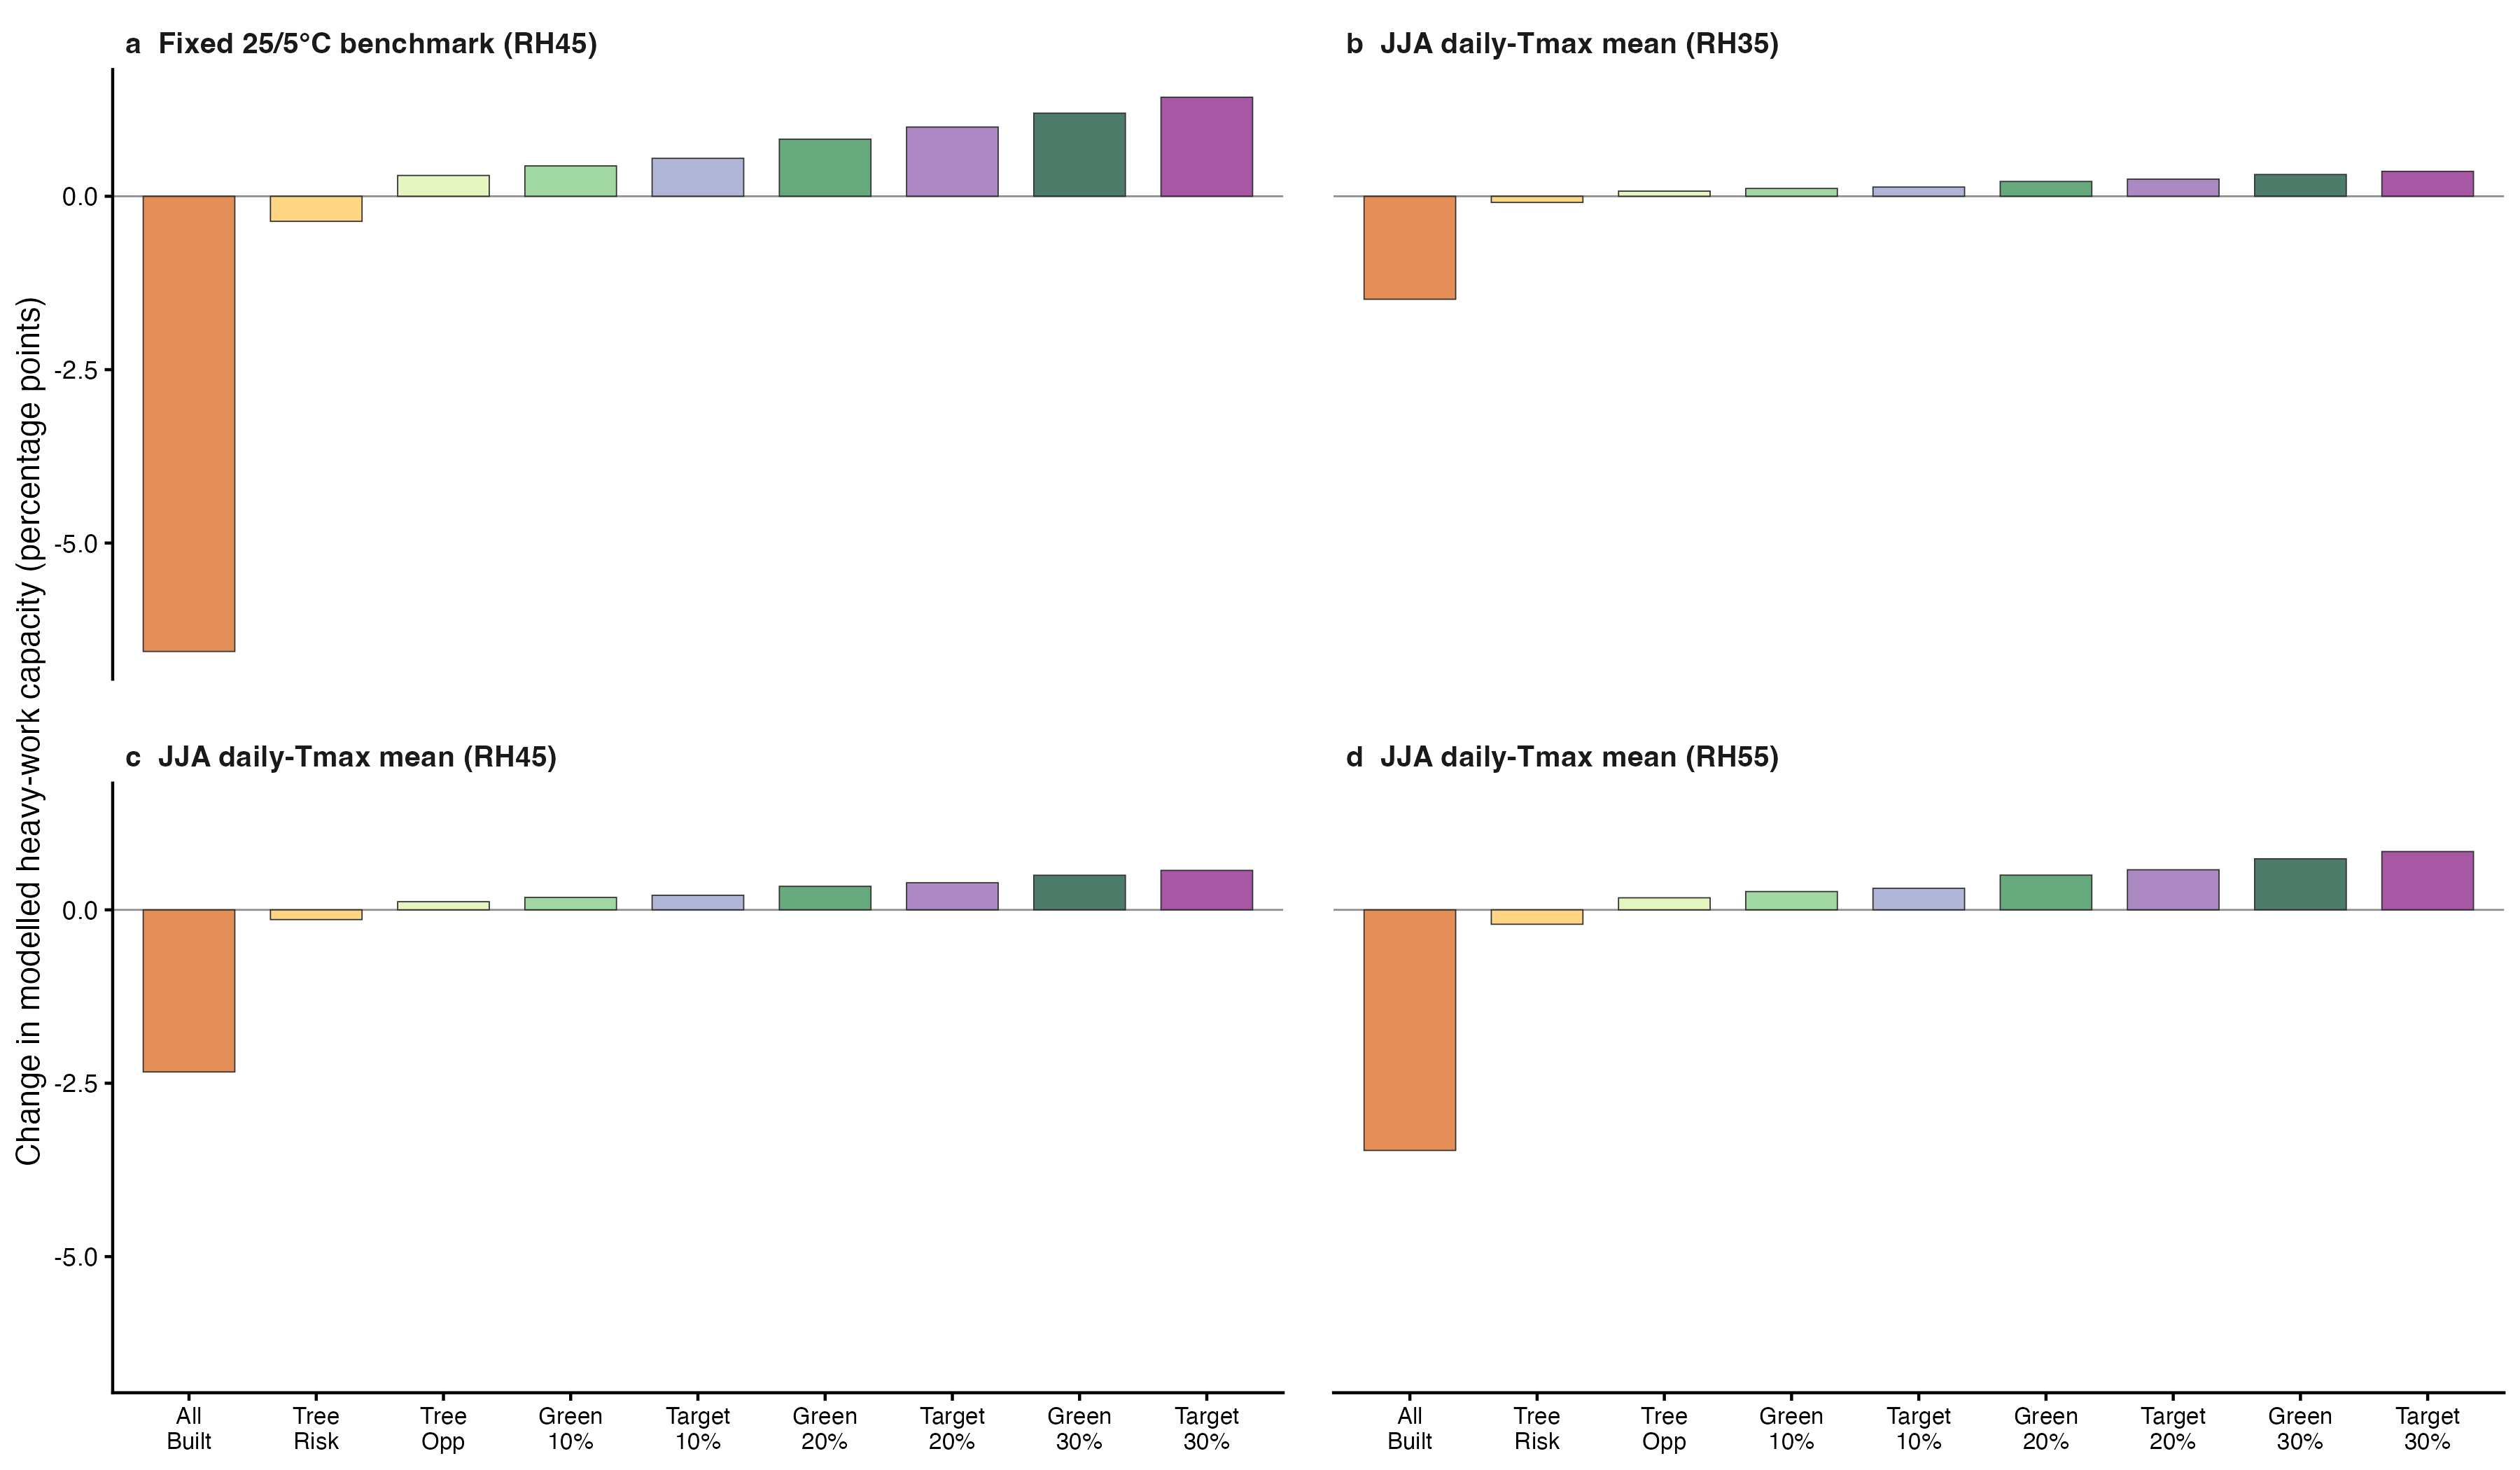 a Fixed 25/5°C benchmark (RH45)
b JJA daily-Tmax mean (RH35)
Change in modelled heavy-work capacity (percentage points)
0.0
-2.5
-5.0
c JJA daily-Tmax mean (RH45)
d JJA daily-Tmax mean (RH55)
0.0
-2.5
-5.0
All Built
Tree Risk
Tree Opp
Green 10%
Target 10%
Green 20%
Target 20%
Green 30%
Target 30%
All Built
Tree Risk
Tree Opp
Green 10%
Target 10%
Green 20%
Target 20%
Green 30%
Target 30%